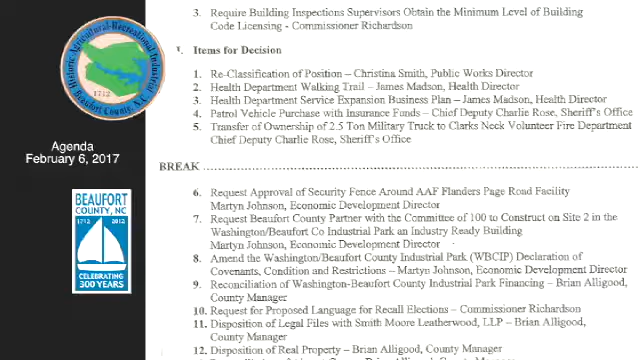 3. Require Building Inspections Supervisors Obtain the Minimum Level of Building
Code Licensing - Commissioner Richardson
Items for Decision
1. Re-Classification of Position – Christina Smith, Public Works Director
2. Health Department Walking Trail – James Madson, Health Director
3. Health Department Service Expansion Business Plan – James Madson, Health Director
4. Patrol Vehicle Purchase with Insurance Funds – Chief Deputy Charlie Rose, Sheriff's Office
5. Transfer of Ownership of 2.5 Ton Military Truck to Clarks Neck Volunteer Fire Department
Chief Deputy Charlie Rose, Sheriff's Office
BREAK
6. Request Approval of Security Fence Around AAF Flanders Page Road Facility
Martyn Johnson, Economic Development Director
7. Request Beaufort County Partner with the Committee of 100 to Construct on Site 2 in the
Washington/Beaufort Co Industrial Park an Industry Ready Building
Martyn Johnson, Economic Development Director
8. Amend the Washington/Beaufort County Industrial Park (WBCIP) Declaration of
Covenants, Condition and Restrictions – Martyn Johnson, Economic Development Director
9. Reconciliation of Washington-Beaufort County Industrial Park Financing – Brian Alligood,
County Manager
10. Request for Proposed Language for Recall Elections – Commissioner Richardson
11. Disposition of Legal Files with Smith Moore Leatherwood, LLP – Brian Alligood,
County Manager
12. Disposition of Real Property – Brian Alligood, County Manager
Historic Agricultural-Recreational Industrial
1712
Beaufort County, N.C.
Agenda
February 6, 2017
BEAUFORT
COUNTY, NC
1712 2012
CELEBRATING
300 YEARS